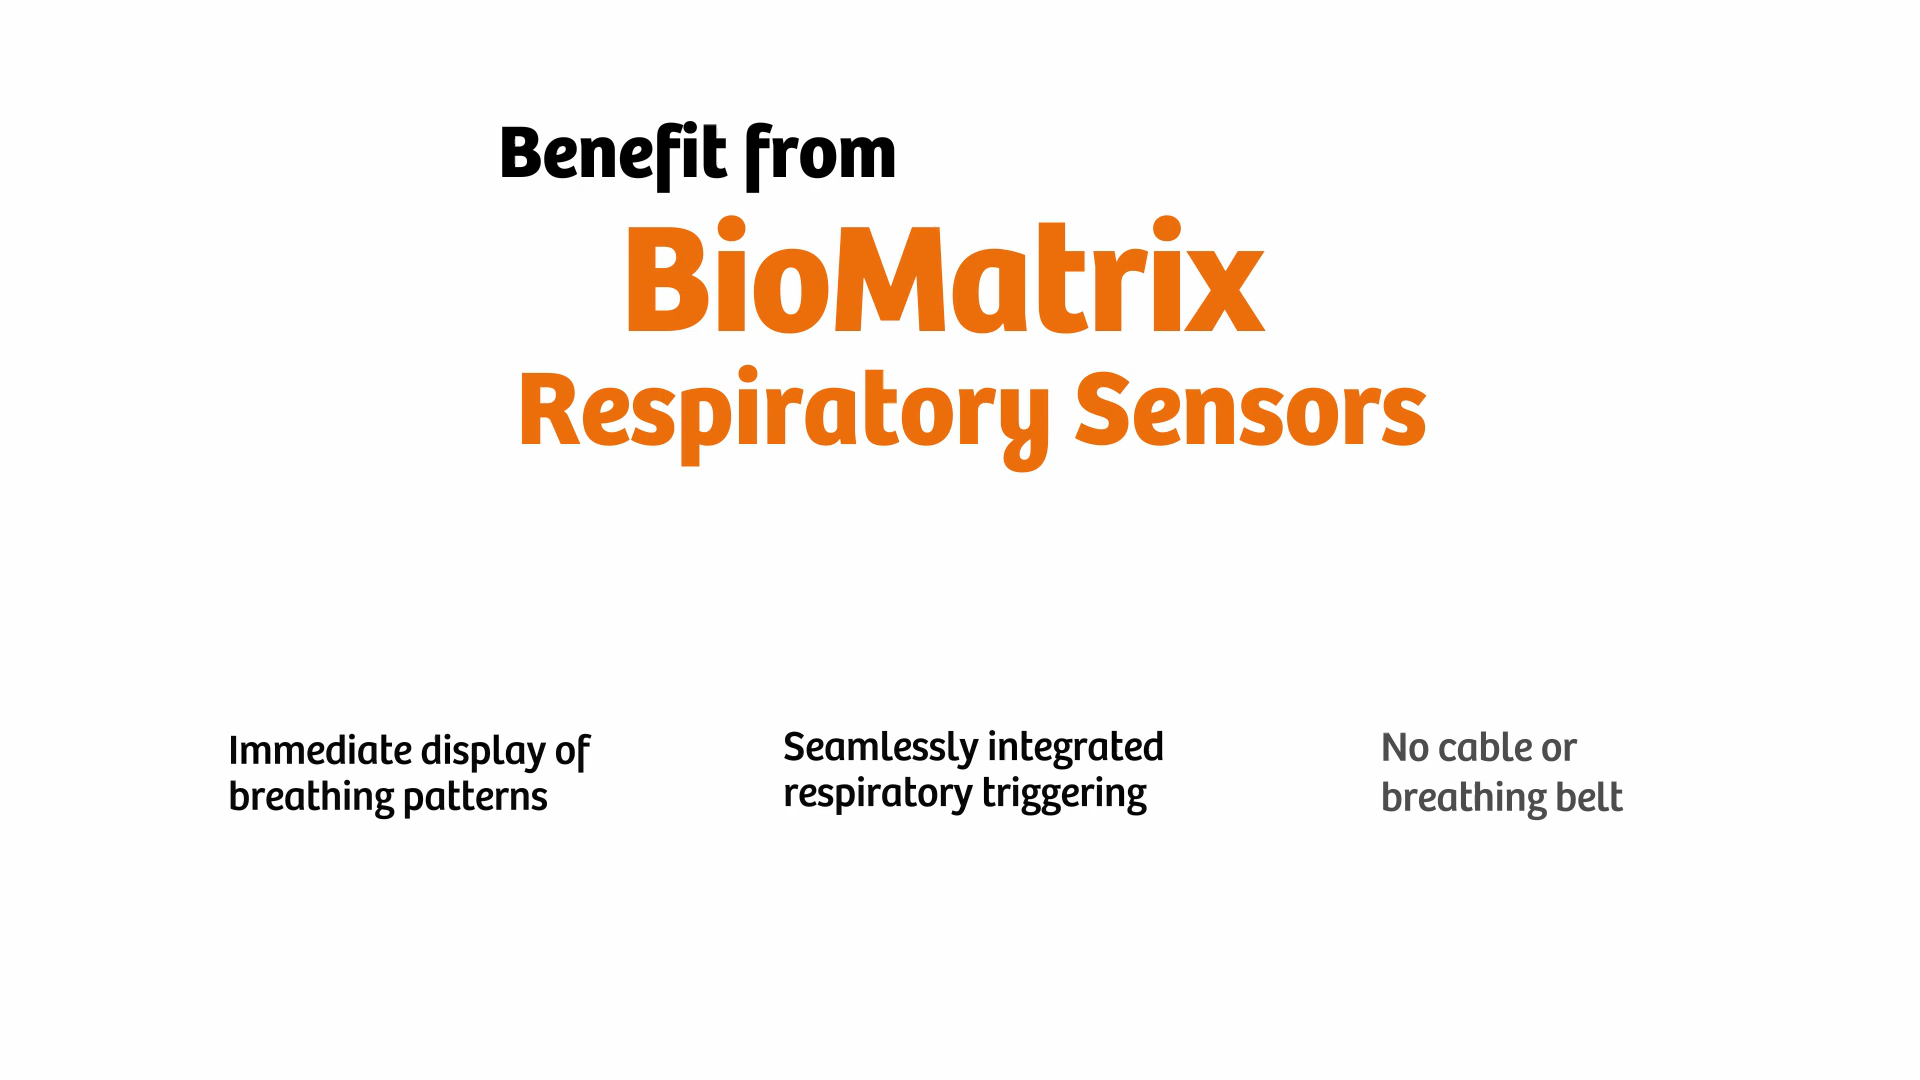 Benefit from
BioMatrix
Respiratory Sensors
Immediate display of
breathing patterns
Seamlessly integrated
respiratory triggering
No cable or
breathing belt